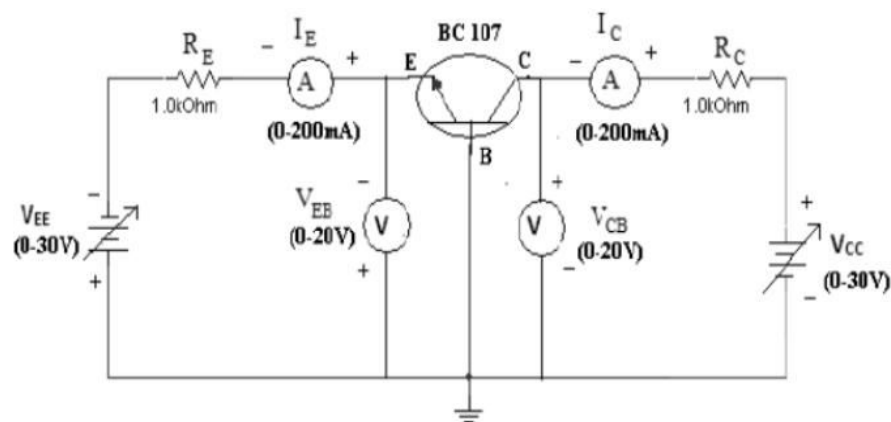 BC 107
R_E
- I_E +
E
C
- I_C +
R_C
1.0kOhm
A
A
1.0kOhm
(0-200mA)
(0-200mA)
B
-
V_EE
(0-30V)
+
-
V_EB
(0-20V)
V
+
+
V
V_CB
(0-20V)
-
+
V_CC
(0-30V)
-